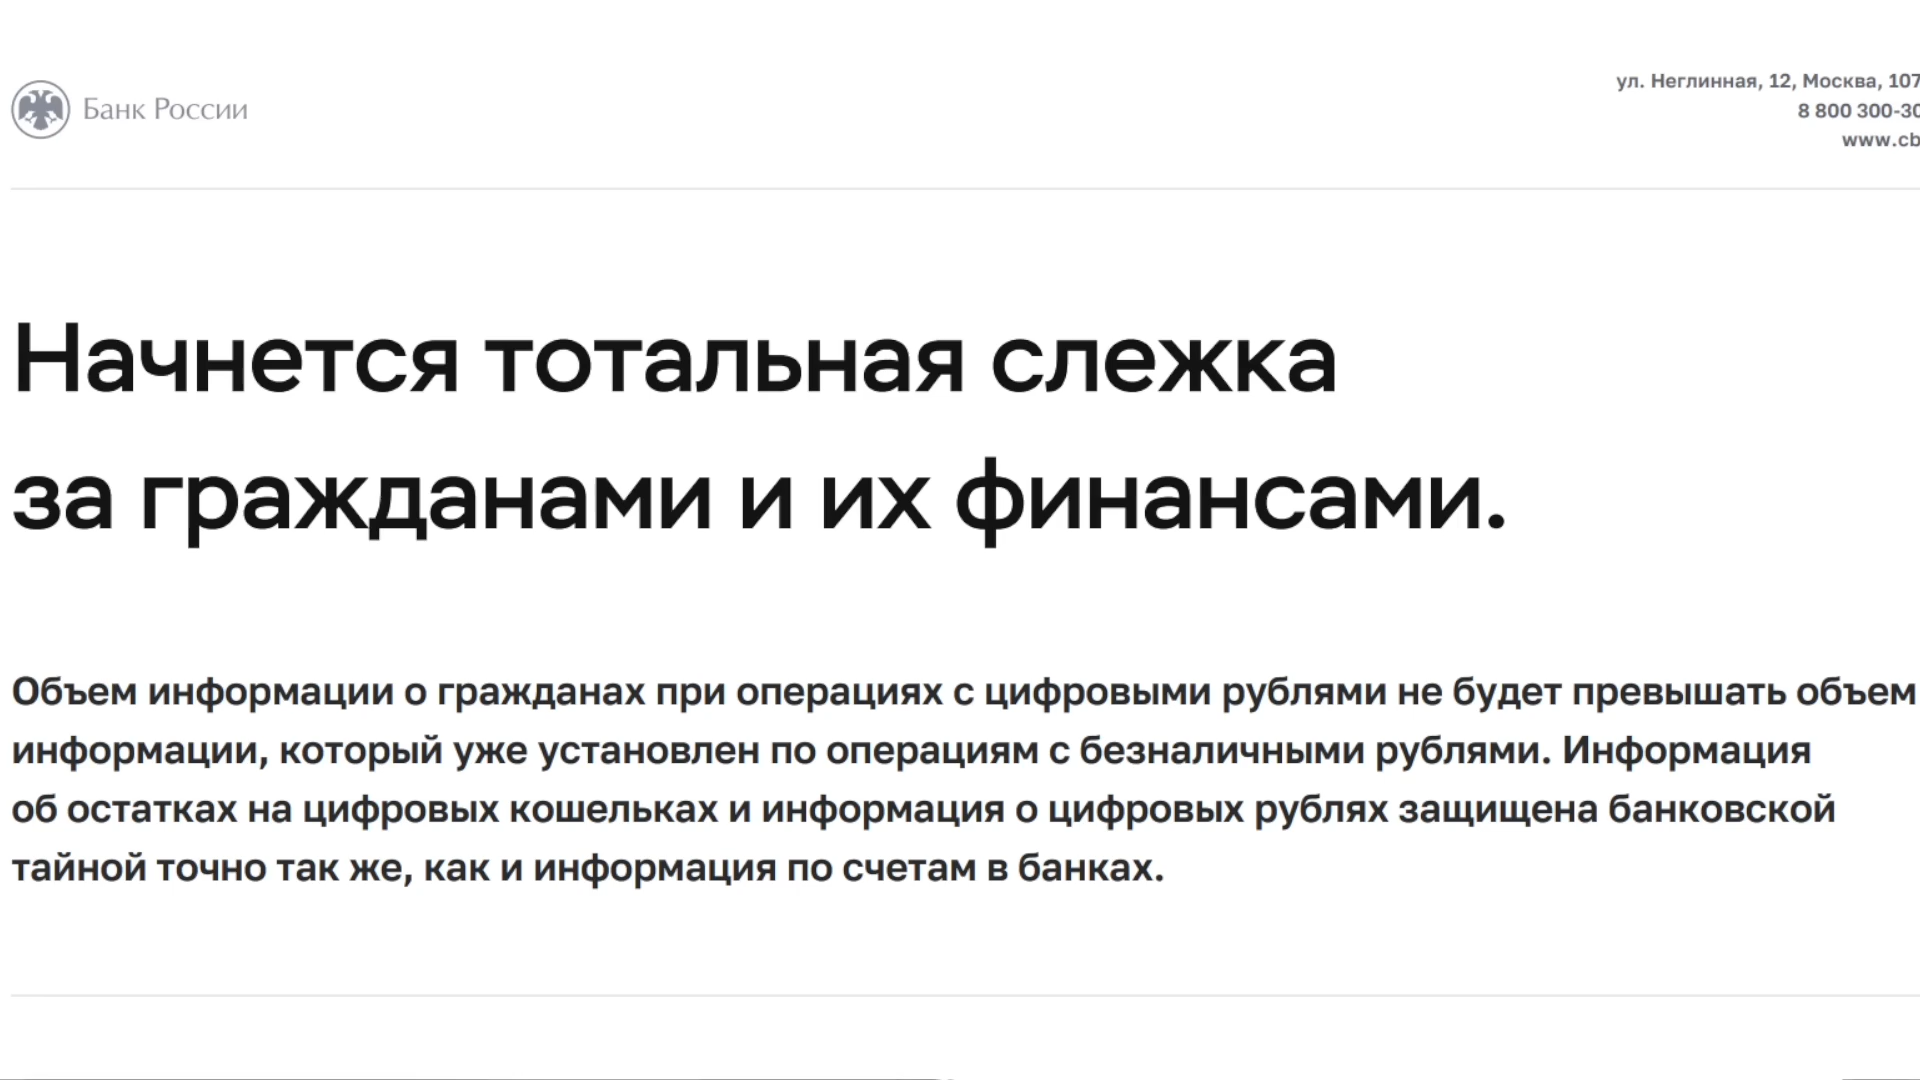 Банк России
ул. Неглинная, 12, Москва, 107
8 800 300-30
www.cb
Начнется тотальная слежка
за гражданами и их финансами.
Объем информации о гражданах при операциях с цифровыми рублями не будет превышать объем
информации, который уже установлен по операциям с безналичными рублями. Информация
об остатках на цифровых кошельках и информация о цифровых рублях защищена банковской
тайной точно так же, как и информация по счетам в банках.